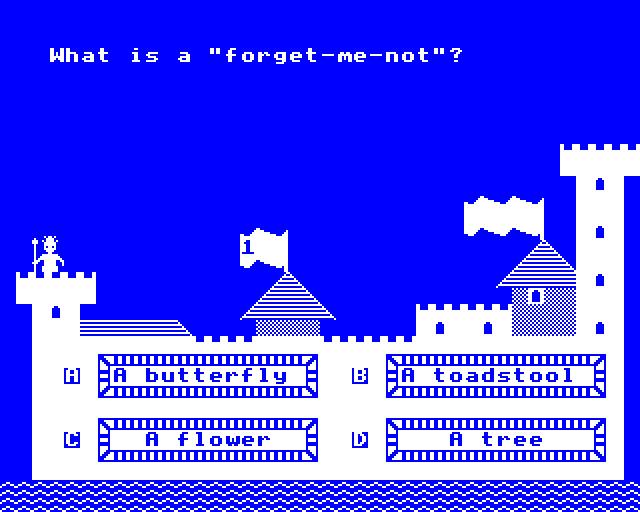 What is a "forget-me-not"?
1
A A butterfly B A toadstool
C A flower D A tree